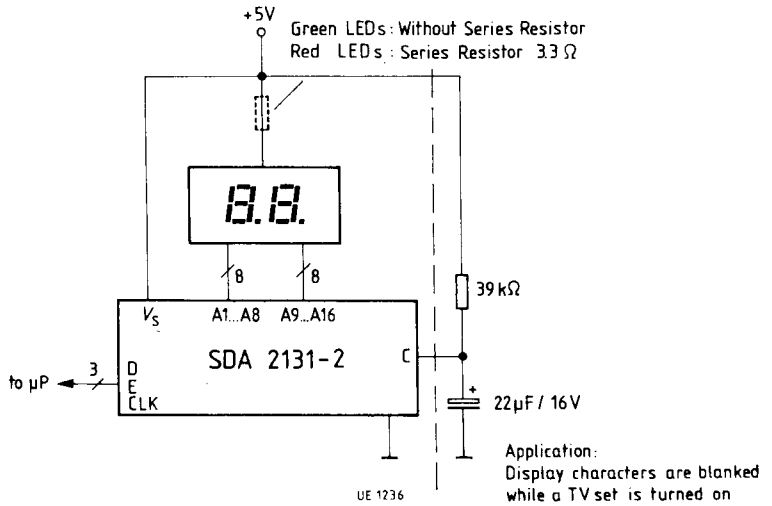 +5V
Green LEDs: Without Series Resistor
Red LEDs: Series Resistor 3.3 Ω
8.8.
8
8
39 kΩ
VS
A1...A8
A9...A16
SDA 2131-2
C
3
to µP
D
E
CLK
+
22µF / 16V
Application:
Display characters are blanked
while a TV set is turned on
UE 1236